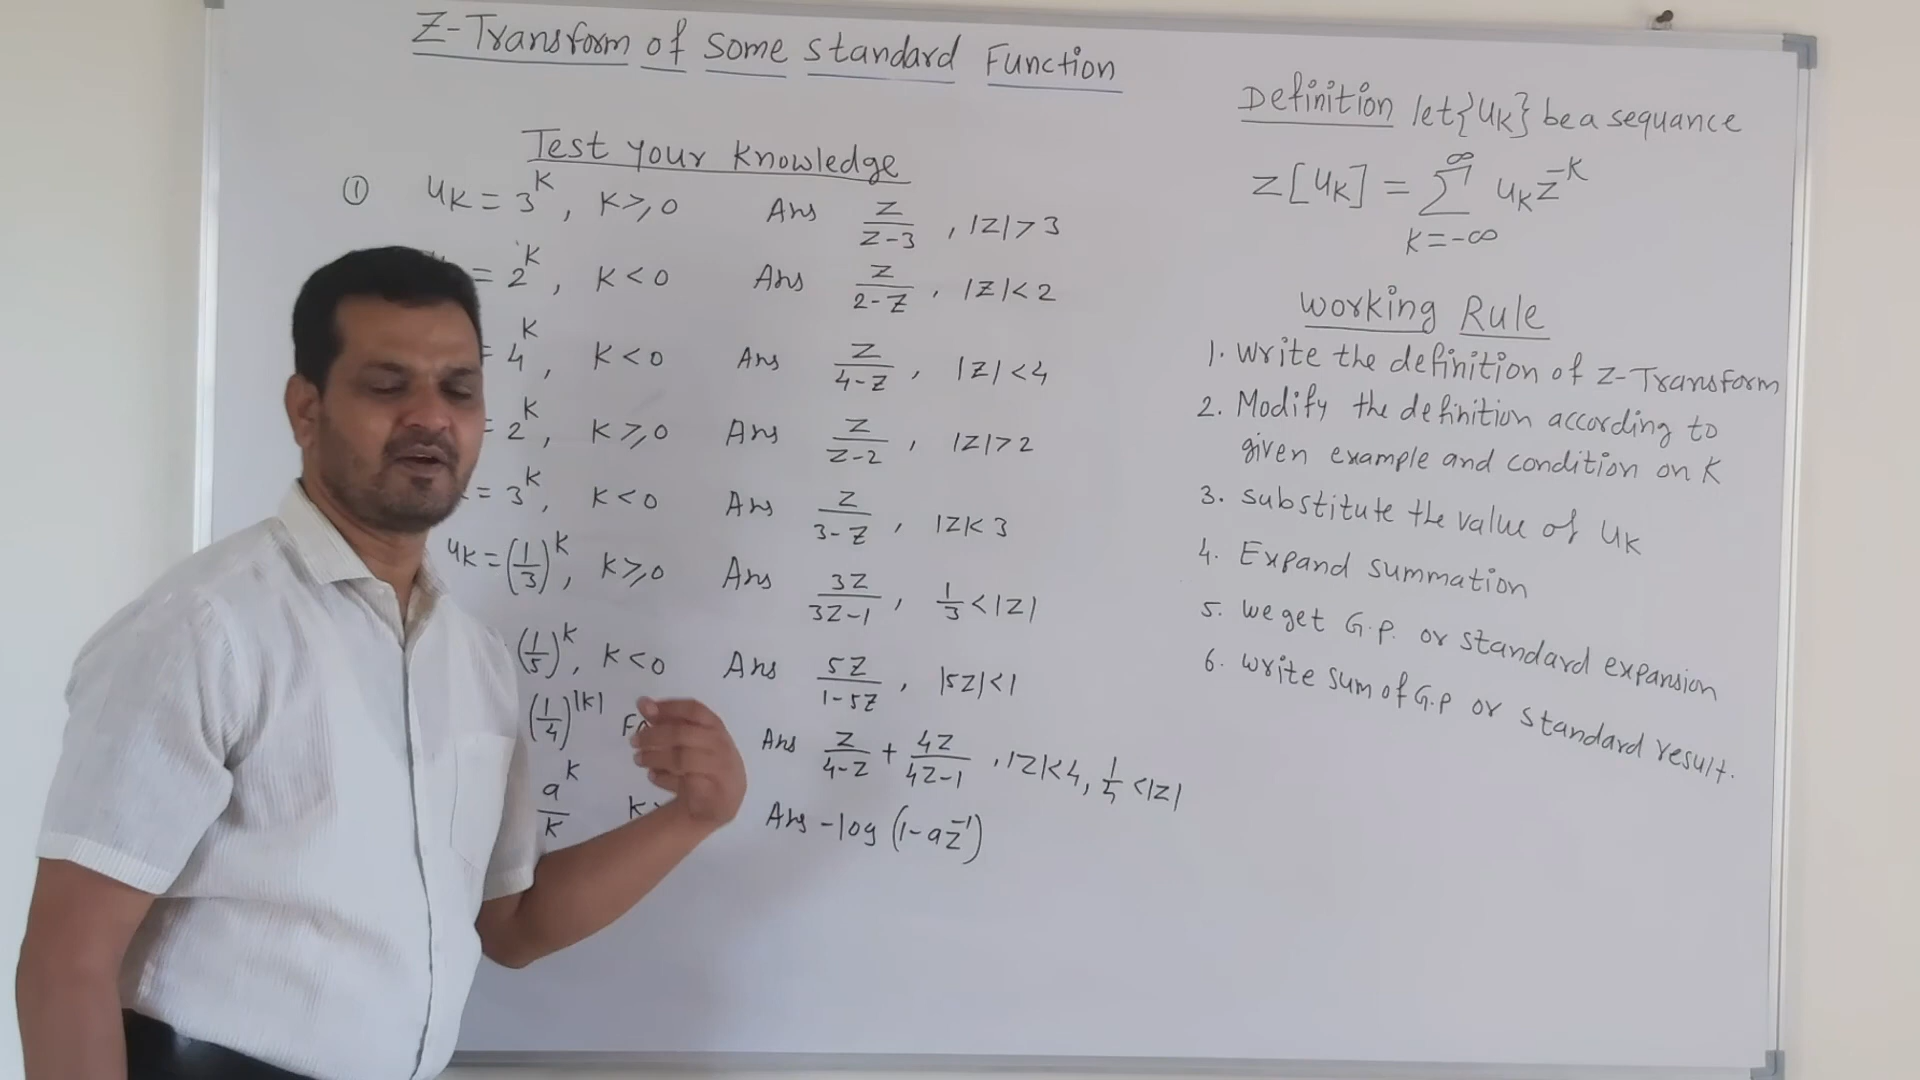 Z-Transform of some standard Function
Test your knowledge
① uK = 3^K, K≥0 Ans Z/(Z-3), |Z|>3
= 2^K, K<0 Ans Z/(2-Z), |Z|<2
= 4^K, K<0 Ans Z/(4-Z), |Z|<4
= 2^K, K≥0 Ans Z/(Z-2), |Z|>2
= 3^K, K<0 Ans Z/(3-Z), |Z|<3
uK = (1/3)^K, K≥0 Ans 3Z/(3Z-1), 1/3<|Z|
(1/5)^K, K<0 Ans 5Z/(1-5Z), |5Z|<1
(1/4)^|K| Ans Z/(4-Z) + 4Z/(4Z-1), |Z|<4, 1/4<|Z|
a^K/K Ans -log(1-az^-1)
Definition let {uK} be a sequance
Z[uK] = ∑_{K=-∞}^{∞} uK z^-K
Working Rule
1. Write the definition of Z-Transform
2. Modify the definition according to
given example and condition on K
3. substitute the value of uK
4. Expand summation
5. we get G.P. or standard expansion
6. write sum of G.P or standard result.